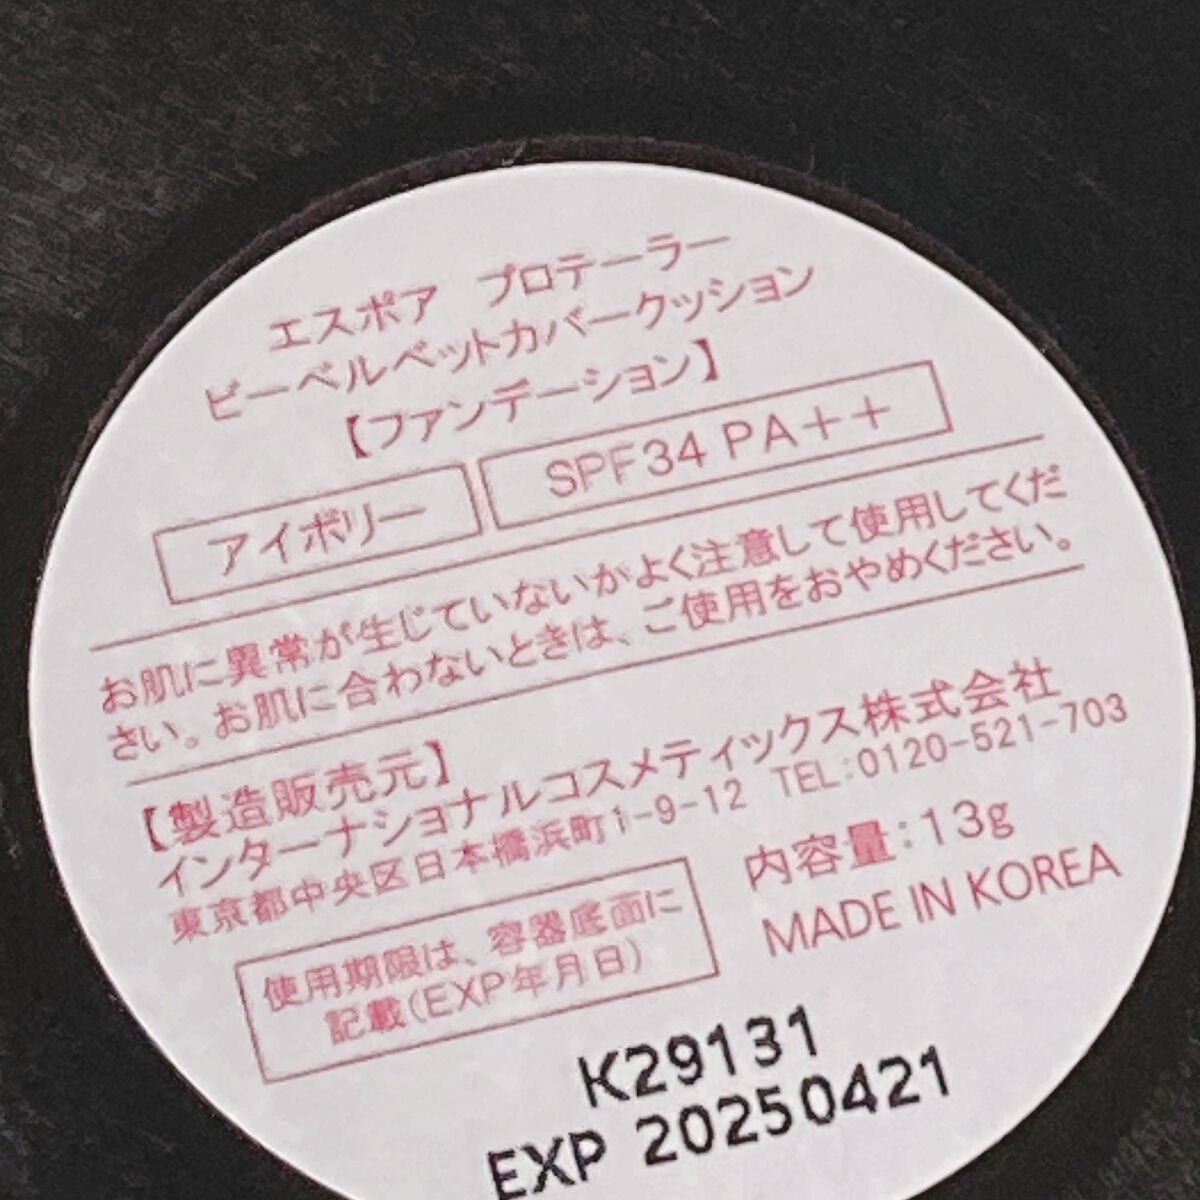 エスポア プロテーラー
ビーベルベットカバークッション
【ファンデーション】
アイボリー SPF34 PA++
お肌に異常が生じていないかよく注意して使用してくだ
さい。お肌に合わないときは、ご使用をおやめください。
【製造販売元】
インターナショナルコスメティックス株式会社
東京都中央区日本橋浜町1-9-12 TEL:0120-521-703
内容量:13g
MADE IN KOREA
使用期限は、容器底面に
記載(EXP年月日)
K29131
EXP 20250421